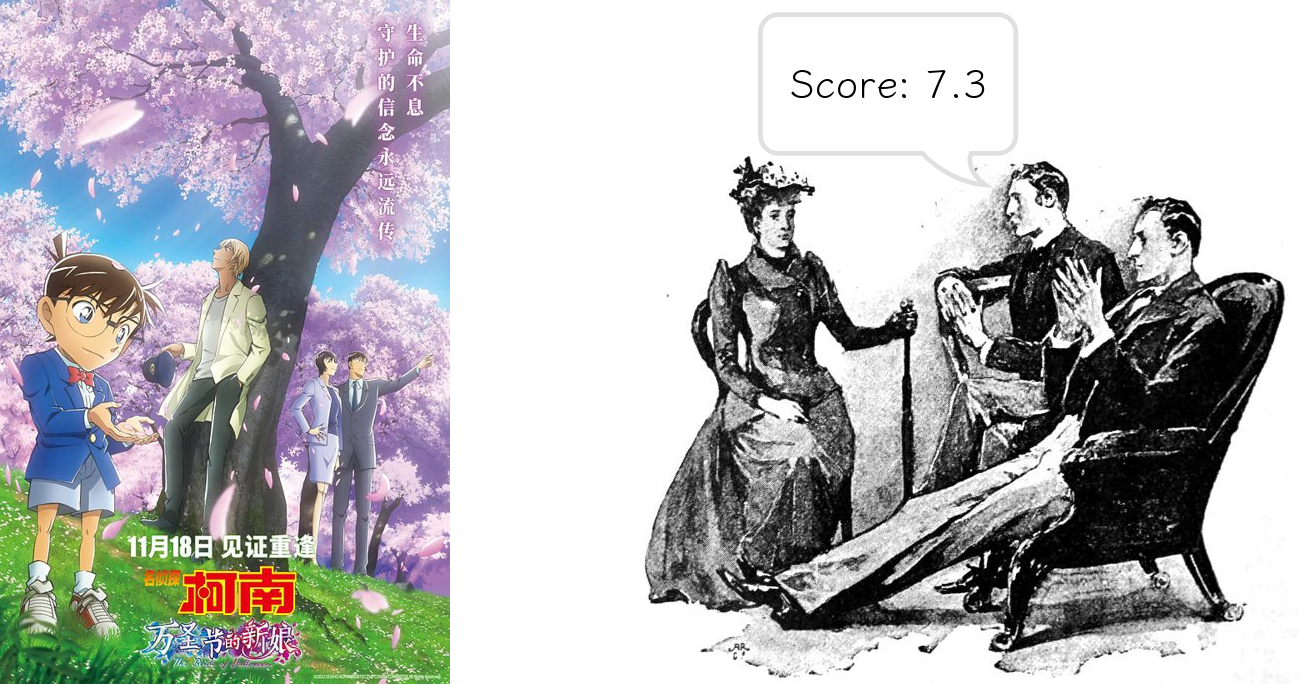 生命不息
守护的信念永远流传
11月18日 见证重逢
名侦探
柯南
万圣节的新娘
The Bride of Halloween
Score: 7.3